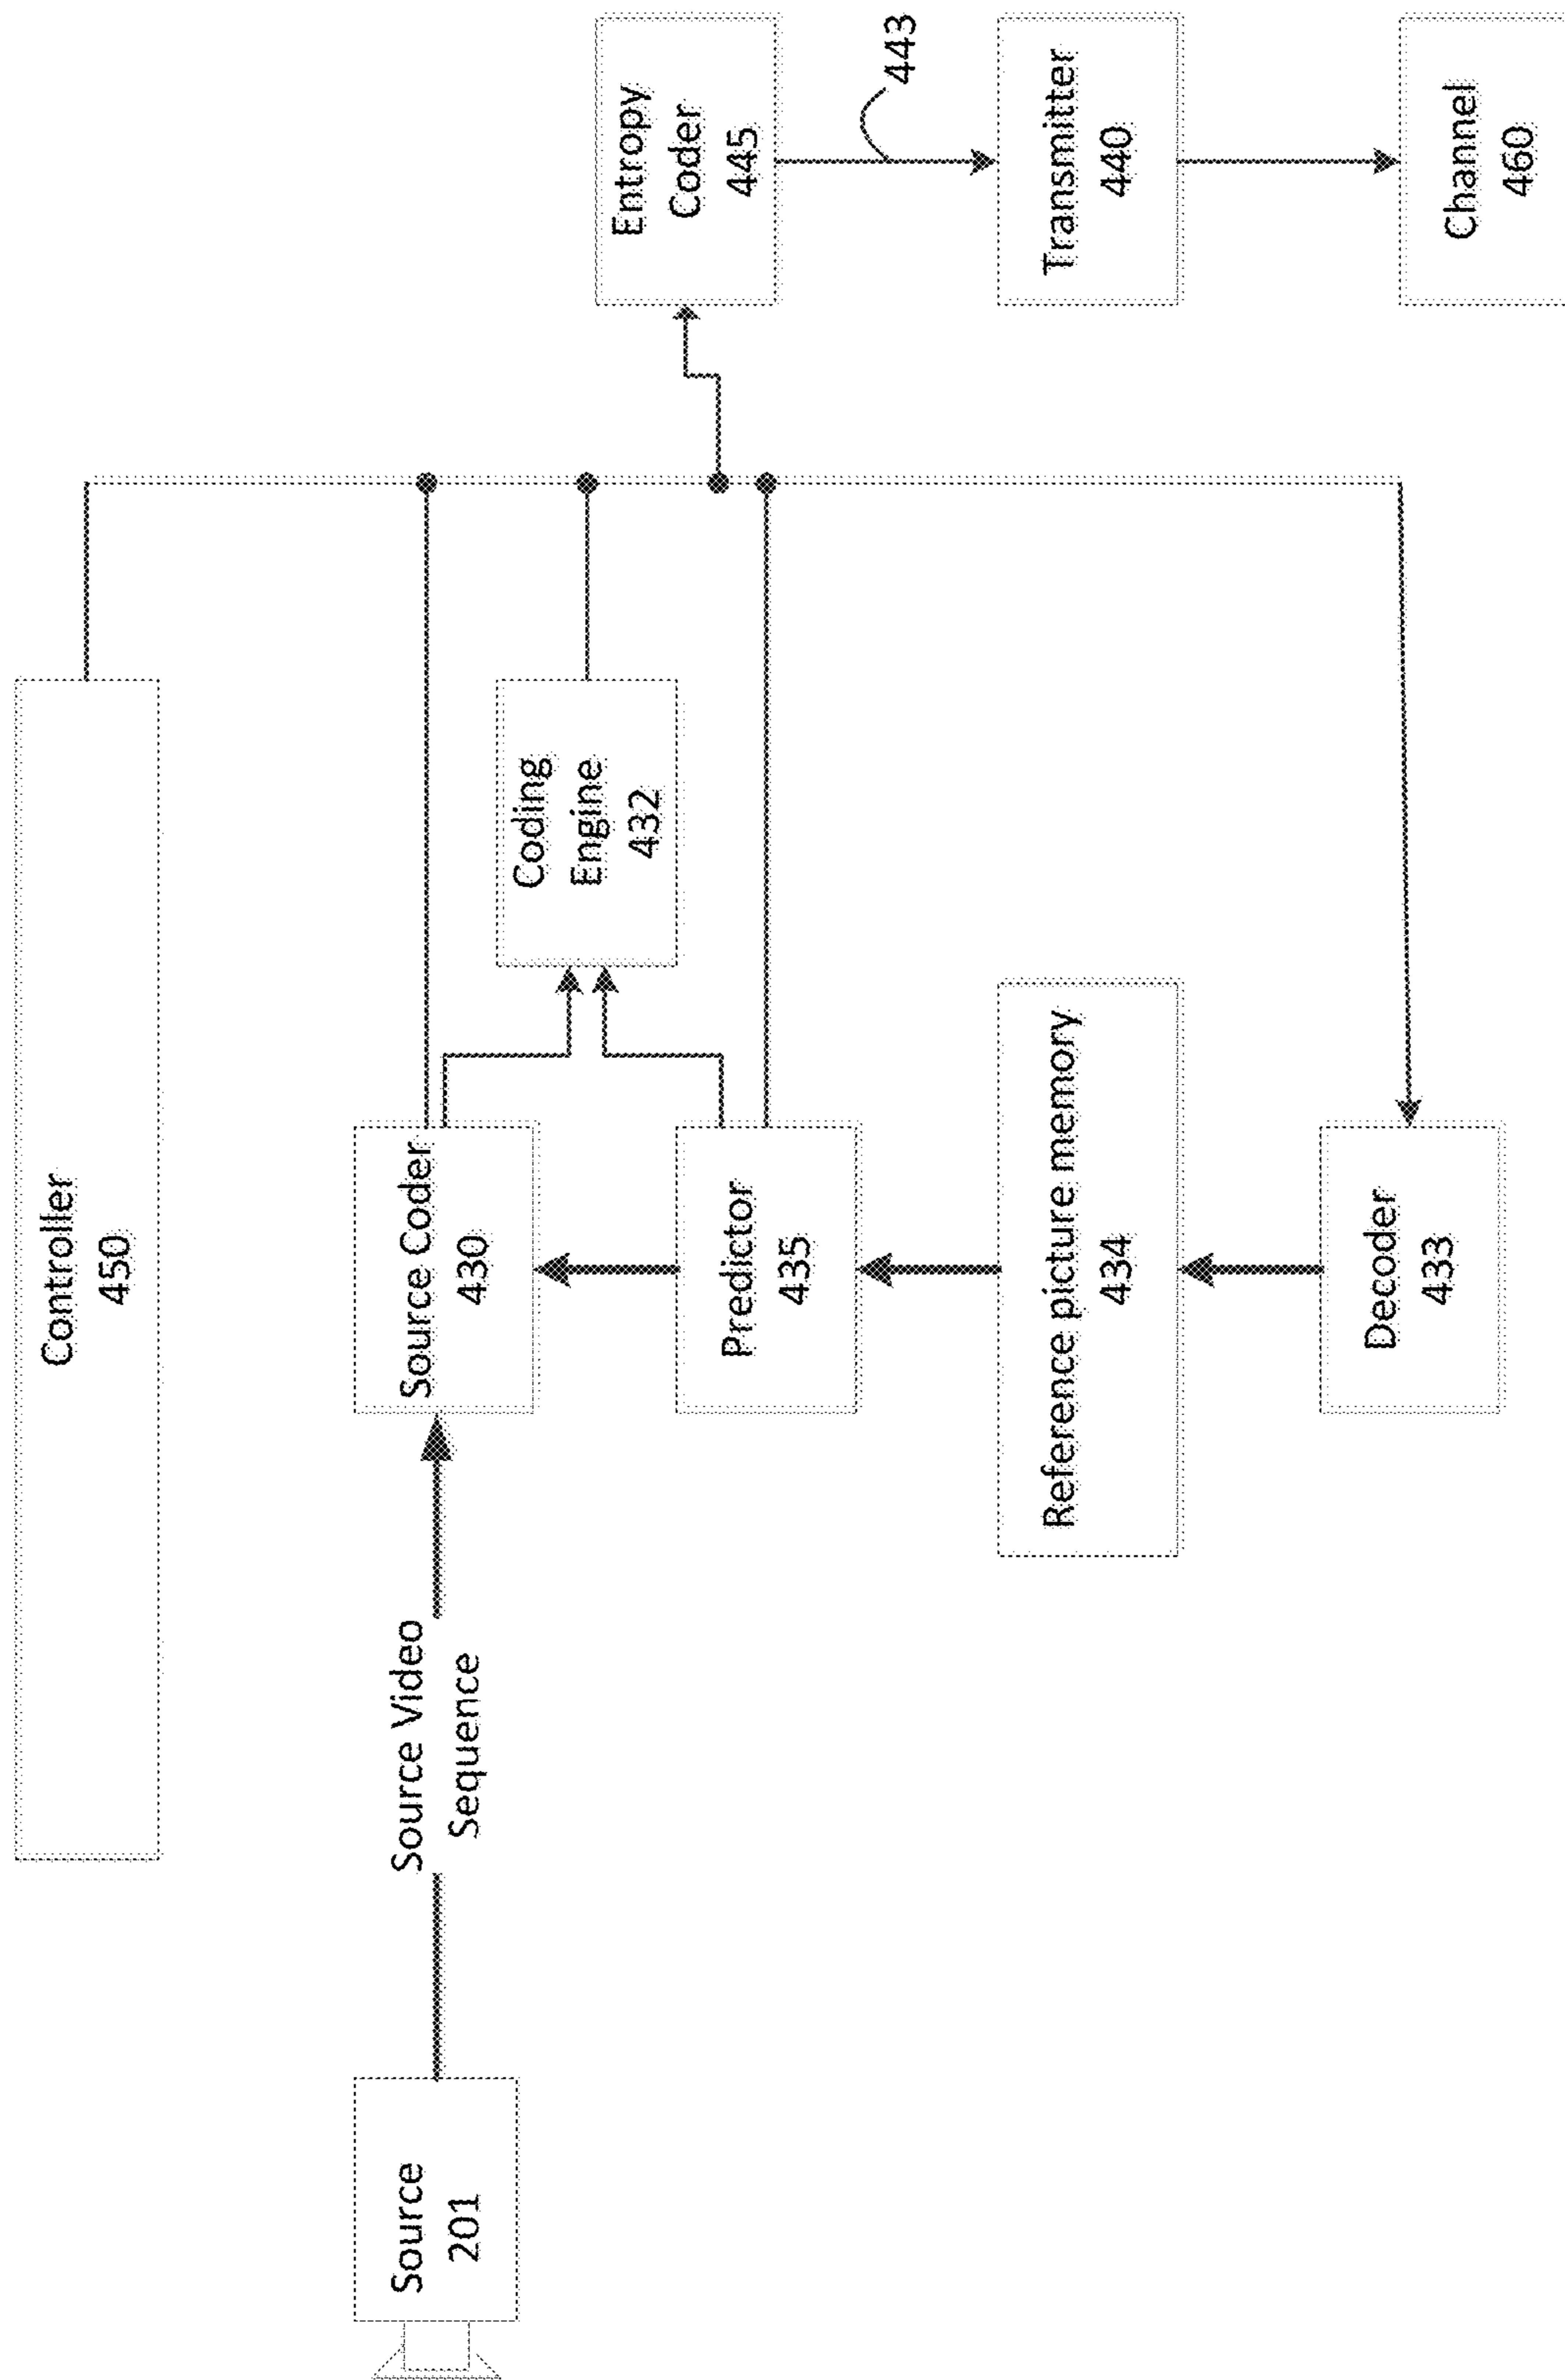 Controller
450
Source
201
Source Video
Sequence
Source Coder
430
Coding
Engine
432
Predictor
435
Reference picture memory
434
Decoder
433
Entropy
Coder
445
443
Transmitter
440
Channel
460